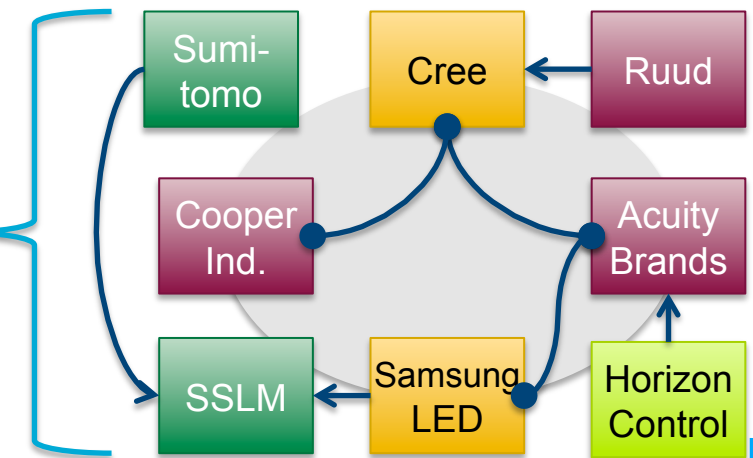 Sumi-
tomo
Cree
Ruud
Cooper
Ind.
Acuity
Brands
SSLM
Samsung
LED
Horizon
Control